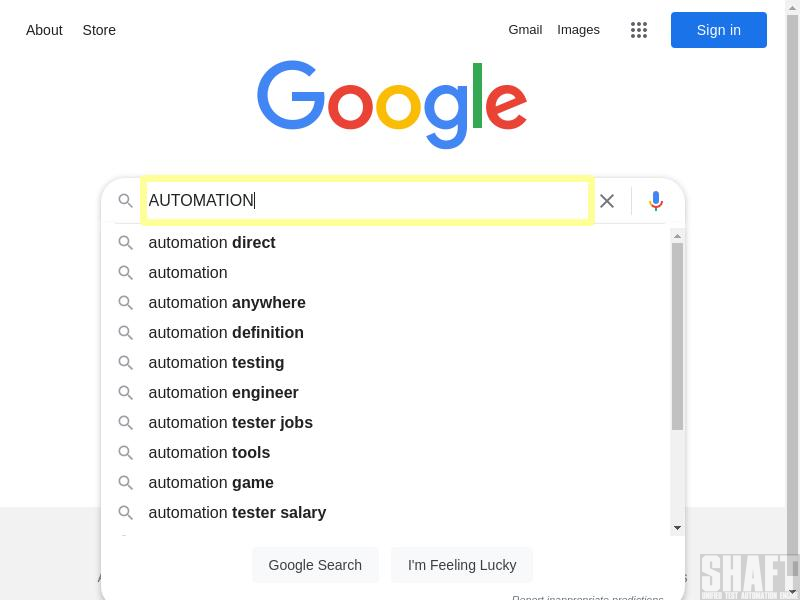 About Store Gmail Images Sign in
Google
AUTOMATION
automation direct
automation
automation anywhere
automation definition
automation testing
automation engineer
automation tester jobs
automation tools
automation game
automation tester salary
Google Search I'm Feeling Lucky
Report inappropriate predictions
SHAFT